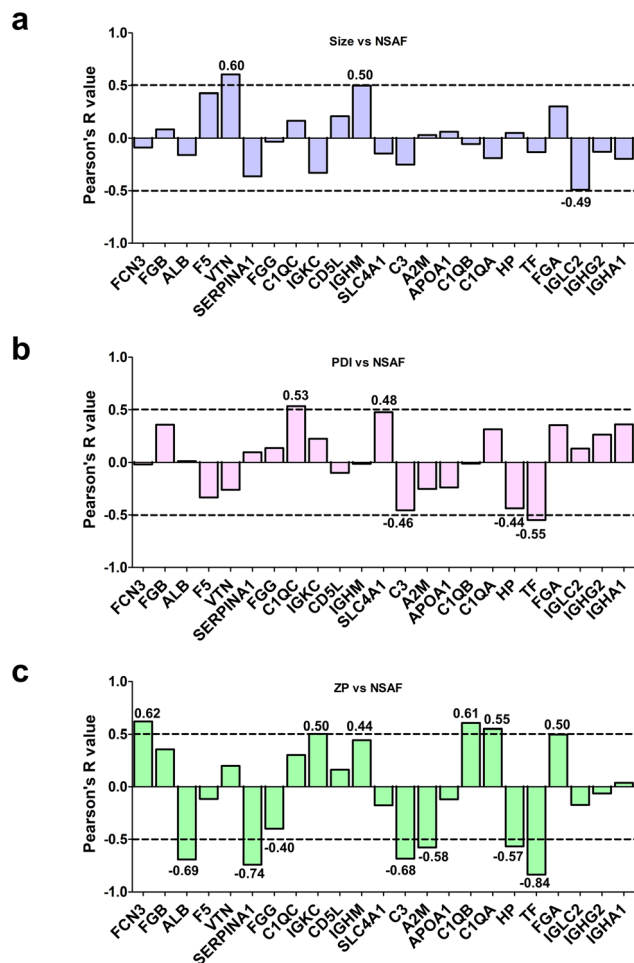 a
Size vs NSAF
Pearson's R value
1.0
0.5
0.0
-0.5
-1.0
0.60
0.50
-0.49
FCN3
FGB
ALB
F5
VTN
SERPINA1
FGG
C1QC
IGKC
CD5L
IGHM
SLC4A1
C3
A2M
APOA1
C1QB
C1QA
HP
TF
FGA
IGLC2
IGHG2
IGHA1
b
PDI vs NSAF
Pearson's R value
1.0
0.5
0.0
-0.5
-1.0
0.53
0.48
-0.46
-0.44
-0.55
FCN3
FGB
ALB
F5
VTN
SERPINA1
FGG
C1QC
IGKC
CD5L
IGHM
SLC4A1
C3
A2M
APOA1
C1QB
C1QA
HP
TF
FGA
IGLC2
IGHG2
IGHA1
c
ZP vs NSAF
Pearson's R value
1.0
0.5
0.0
-0.5
-1.0
0.62
-0.69
-0.74
-0.40
0.50
0.44
-0.68
-0.58
0.61
0.55
-0.57
-0.84
0.50
FCN3
FGB
ALB
F5
VTN
SERPINA1
FGG
C1QC
IGKC
CD5L
IGHM
SLC4A1
C3
A2M
APOA1
C1QB
C1QA
HP
TF
FGA
IGLC2
IGHG2
IGHA1